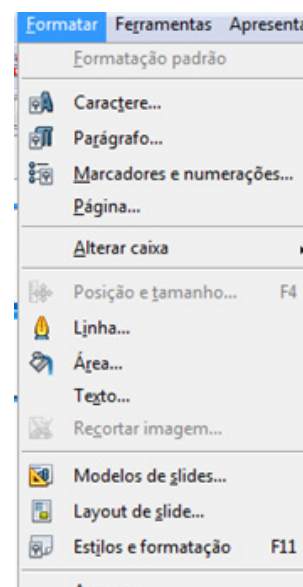 Formatar Ferramentas Apresenta
Formatação padrão
Caractere...
Parágrafo...
Marcadores e numerações...
Página...
Alterar caixa
Posição e tamanho... F4
Linha...
Área...
Texto...
Recortar imagem...
Modelos de slides...
Layout de slide...
Estilos e formatação F11